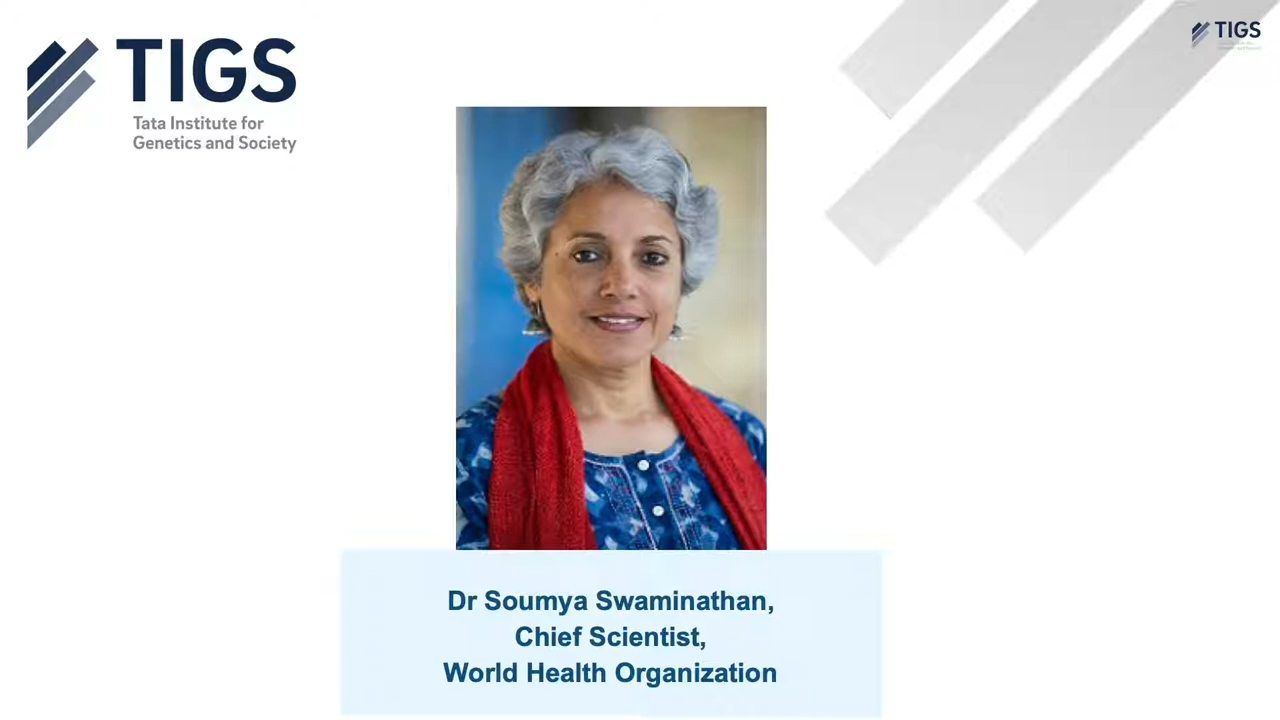 TIGS
Tata Institute for
Genetics and Society
TIGS
Dr Soumya Swaminathan,
Chief Scientist,
World Health Organization